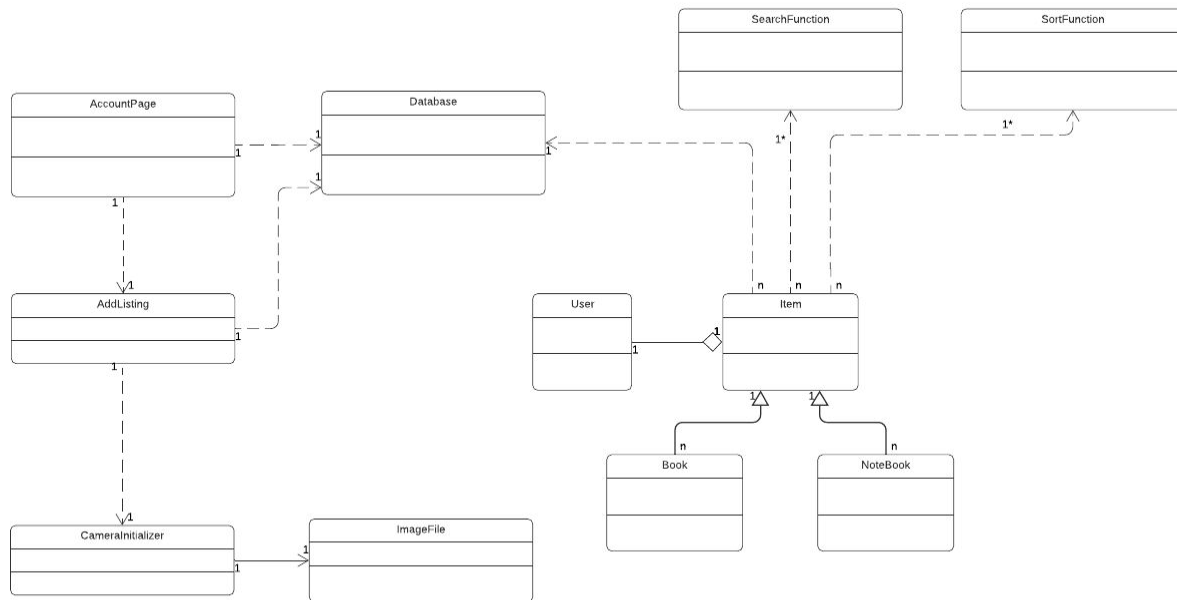 SearchFunction
SortFunction
AccountPage
Database
1*
1*
1
1
1
1
1
1
AddListing
1
n
n
n
User
Item
1
1
1
1
1
1
n
n
Book
NoteBook
1
CameraInitializer
ImageFile
1
1